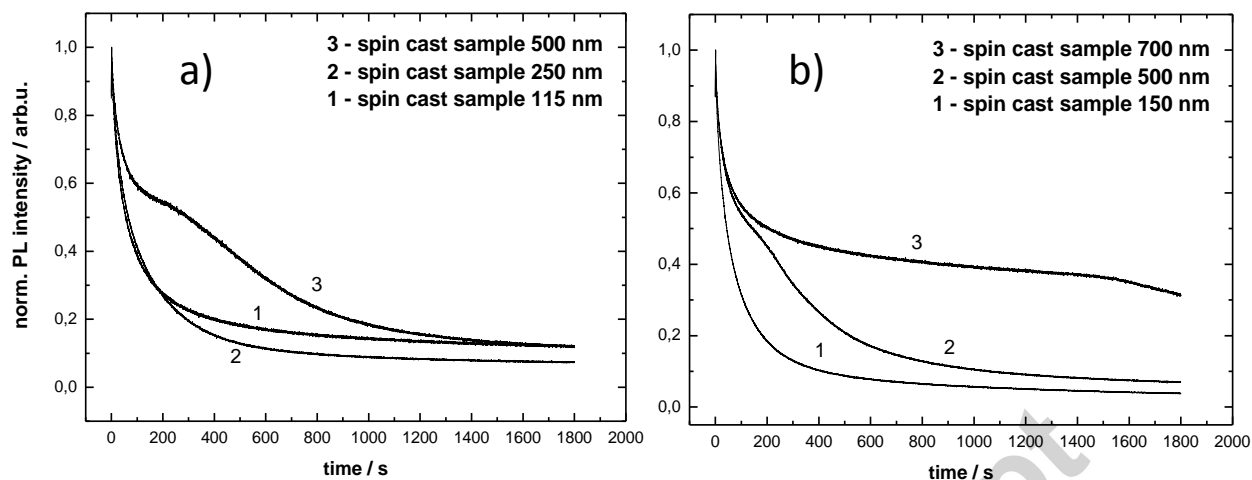 a)
3 - spin cast sample 500 nm
2 - spin cast sample 250 nm
1 - spin cast sample 115 nm
norm. PL intensity / arb.u.
1,0
0,8
0,6
0,4
0,2
0,0
3
1
2
0 200 400 600 800 1000 1200 1400 1600 1800 2000
time / s
b)
3 - spin cast sample 700 nm
2 - spin cast sample 500 nm
1 - spin cast sample 150 nm
1,0
0,8
0,6
0,4
0,2
0,0
3
2
1
0 200 400 600 800 1000 1200 1400 1600 1800 2000
time / s